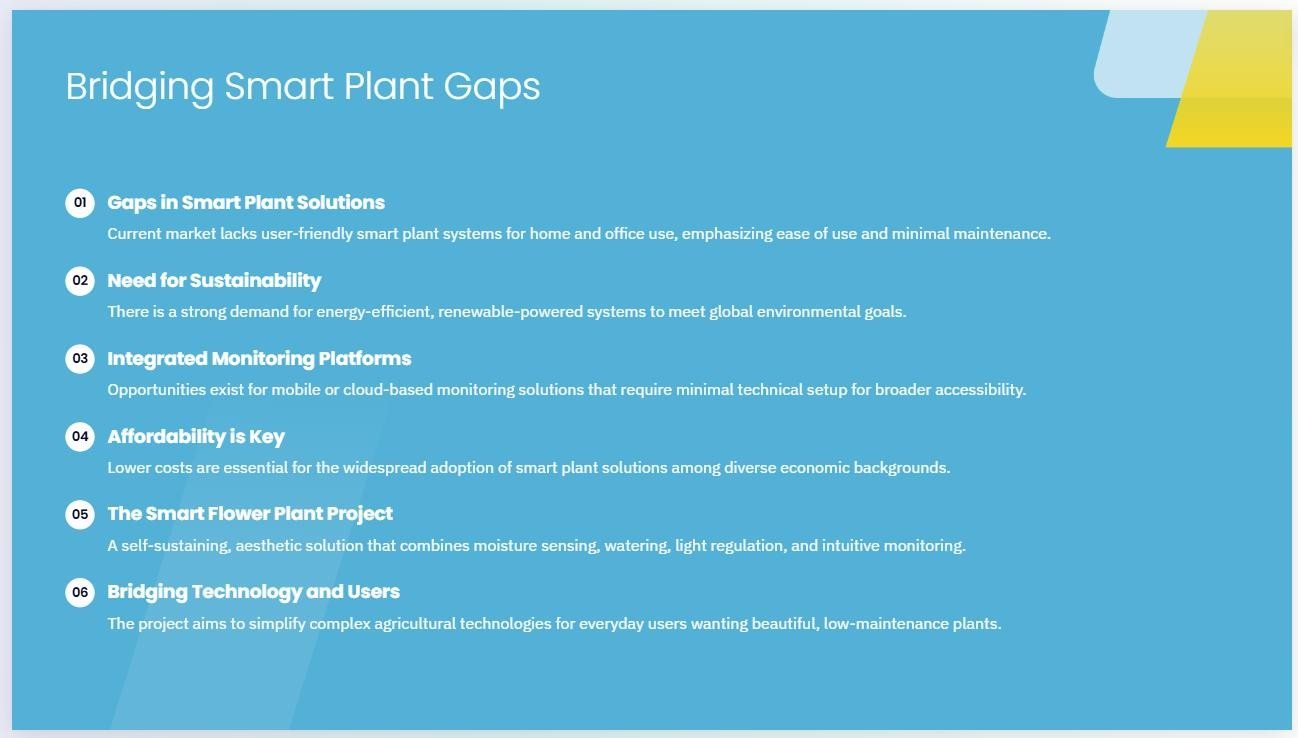 Bridging Smart Plant Gaps
01 Gaps in Smart Plant Solutions
Current market lacks user-friendly smart plant systems for home and office use, emphasizing ease of use and minimal maintenance.
02 Need for Sustainability
There is a strong demand for energy-efficient, renewable-powered systems to meet global environmental goals.
03 Integrated Monitoring Platforms
Opportunities exist for mobile or cloud-based monitoring solutions that require minimal technical setup for broader accessibility.
04 Affordability is Key
Lower costs are essential for the widespread adoption of smart plant solutions among diverse economic backgrounds.
05 The Smart Flower Plant Project
A self-sustaining, aesthetic solution that combines moisture sensing, watering, light regulation, and intuitive monitoring.
06 Bridging Technology and Users
The project aims to simplify complex agricultural technologies for everyday users wanting beautiful, low-maintenance plants.